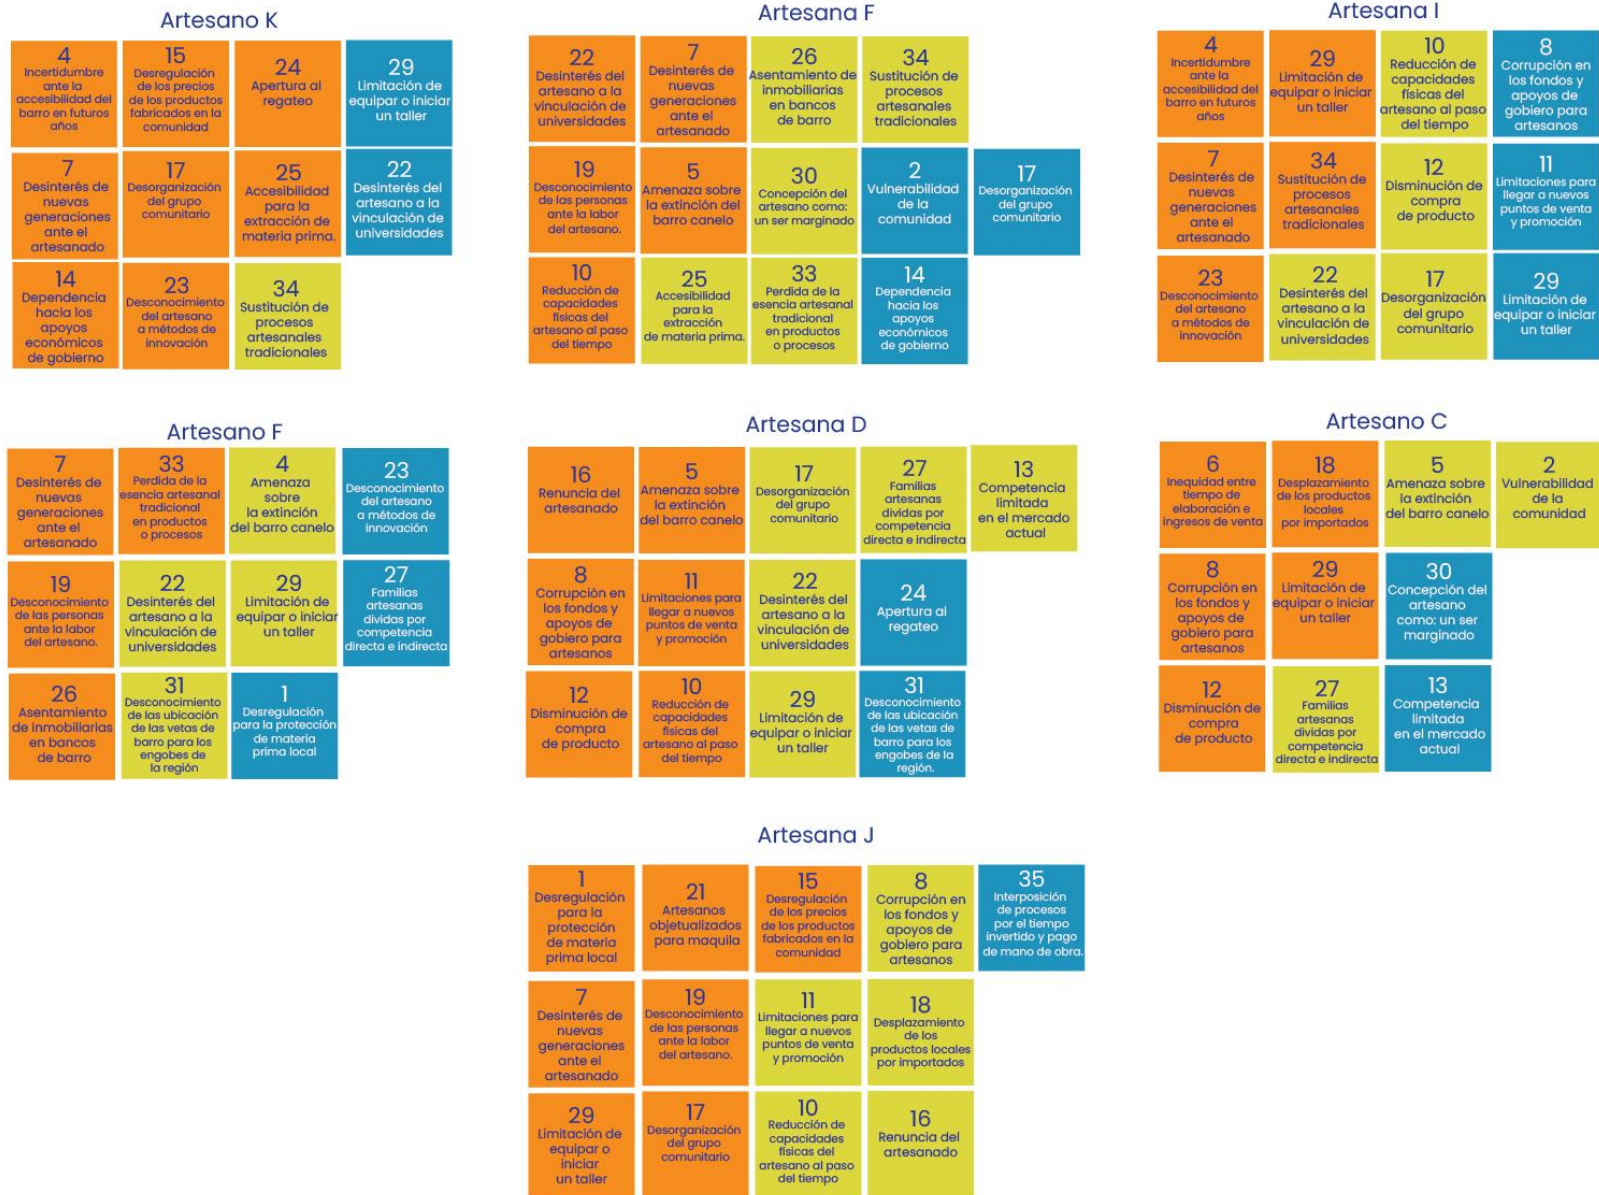 Artesano K
4
Incertidumbre
ante la
accesibilidad del
barro en futuros
años
15
Desregulación
de los precios
de los productos
fabricados en la
comunidad
24
Apertura al
regateo
29
Limitación de
equipar o iniciar
un taller
7
Desinterés de
nuevas
generaciones
ante el
artesanado
17
Desorganización
del grupo
comunitario
25
Accesibilidad
para la
extracción de
materia prima.
22
Desinterés del
artesano a la
vinculación de
universidades
14
Dependencia
hacia los
apoyos
económicos
de gobierno
23
Desconocimiento
del artesano
a métodos de
innovación
34
Sustitución de
procesos
artesanales
tradicionales
Artesana F
22
Desinterés del
artesano a la
vinculación de
universidades
7
Desinterés de
nuevas
generaciones
ante el
artesanado
26
Asentamiento de
inmobiliarias
en bancos
de barro
34
Sustitución de
procesos
artesanales
tradicionales
19
Desconocimiento
de las personas
ante la labor
del artesano.
5
Amenaza sobre
la extinción del
barro canelo
30
Concepción del
artesano como:
un ser marginado
2
Vulnerabilidad
de la
comunidad
17
Desorganización
del grupo
comunitario
10
Reducción de
capacidades
físicas del
artesano al paso
del tiempo
25
Accesibilidad
para la
extracción
de materia prima.
33
Perdida de la
esencia artesanal
tradicional
en productos
o procesos
14
Dependencia
hacia los
apoyos
económicos
de gobierno
Artesana I
4
Incertidumbre
ante la
accesibilidad del
barro en futuros
años
29
Limitación de
equipar o iniciar
un taller
10
Reducción de
capacidades
físicas del
artesano al paso
del tiempo
8
Corrupción en
los fondos y
apoyos de
gobiero para
artesanos
7
Desinterés de
nuevas
generaciones
ante el
artesanado
34
Sustitución de
procesos
artesanales
tradicionales
12
Disminución de
compra
de producto
11
Limitaciones para
llegar a nuevos
puntos de venta
y promoción
23
Desconocimiento
del artesano
a métodos de
innovación
22
Desinterés del
artesano a la
vinculación de
universidades
17
Desorganización
del grupo
comunitario
29
Limitación de
equipar o iniciar
un taller
Artesano F
7
Desinterés de
nuevas
generaciones
ante el
artesanado
33
Perdida de la
esencia artesanal
tradicional
en productos
o procesos
4
Amenaza
sobre
la extinción
del barro canelo
23
Desconocimiento
del artesano
a métodos de
innovación
19
Desconocimiento
de las personas
ante la labor
del artesano.
22
Desinterés del
artesano a la
vinculación de
universidades
29
Limitación de
equipar o iniciar
un taller
27
Familias
artesanas
dividas por
competencia
directa e indirecta
26
Asentamiento
de inmobiliarias
en bancos
de barro
31
Desconocimiento
de las ubicación
de las vetas de
barro para los
engobes de
la región
1
Desregulación
para la protección
de materia
prima local
Artesana D
16
Renuncia del
artesanado
5
Amenaza sobre
la extinción
del barro canelo
17
Desorganización
del grupo
comunitario
27
Familias
artesanas
dividas por
competencia
directa e indirecta
13
Competencia
limitada
en el mercado
actual
8
Corrupción en
los fondos y
apoyos de
gobiero para
artesanos
11
Limitaciones para
llegar a nuevos
puntos de venta
y promoción
22
Desinterés del
artesano a la
vinculación de
universidades
24
Apertura al
regateo
12
Disminución de
compra
de producto
10
Reducción de
capacidades
físicas del
artesano al paso
del tiempo
29
Limitación de
equipar o iniciar
un taller
31
Desconocimiento
de las ubicación
de las vetas de
barro para los
engobes de la
región.
Artesano C
6
Inequidad entre
tiempo de
elaboración e
ingresos de venta
18
Desplazamiento
de los productos
locales
por importados
5
Amenaza sobre
la extinción
del barro canelo
2
Vulnerabilidad
de la
comunidad
8
Corrupción en
los fondos y
apoyos de
gobiero para
artesanos
29
Limitación de
equipar o iniciar
un taller
30
Concepción del
artesano
como: un ser
marginado
12
Disminución de
compra
de producto
27
Familias
artesanas
dividas por
competencia
directa e indirecta
13
Competencia
limitada
en el mercado
actual
Artesana J
1
Desregulación
para la
protección
de materia
prima local
21
Artesanos
objetualizados
para maquila
15
Desregulación
de los precios
de los productos
fabricados en la
comunidad
8
Corrupción en
los fondos y
apoyos de
gobiero para
artesanos
35
Interposición
de procesos
por el tiempo
invertido y pago
de mano de obra.
7
Desinterés de
nuevas
generaciones
ante el
artesanado
19
Desconocimiento
de las personas
ante la labor
del artesano.
11
Limitaciones para
llegar a nuevos
puntos de venta
y promoción
18
Desplazamiento
de los
productos locales
por importados
29
Limitación de
equipar o
iniciar
un taller
17
Desorganización
del grupo
comunitario
10
Reducción de
capacidades
físicas del
artesano al paso
del tiempo
16
Renuncia del
artesanado